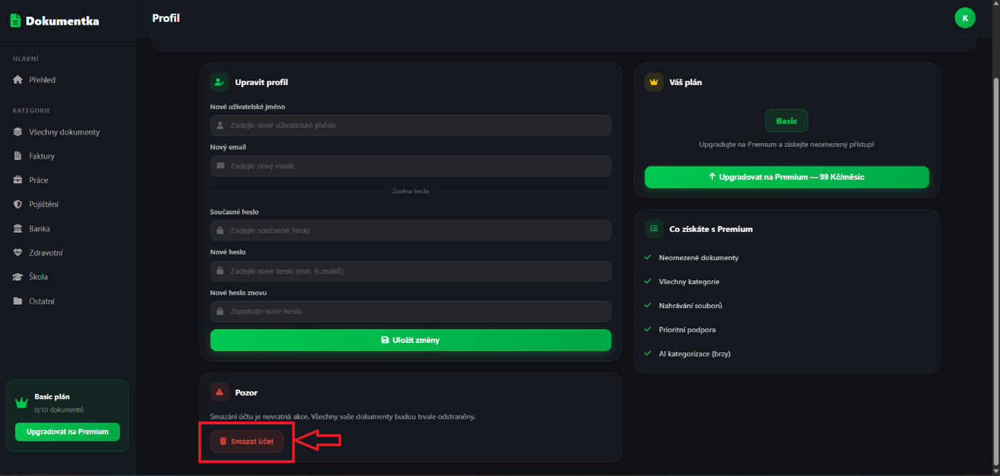 Dokumentka
Profil
K
HLAVNÍ
Přehled
KATEGORIE
Všechny dokumenty
Faktury
Práce
Pojištění
Banka
Zdravotní
Škola
Ostatní
Basic plán
0/10 dokumentů
Upgradovat na Premium
Upravit profil
Nové uživatelské jméno
Zadejte nové uživatelské jméno
Nový email
Zadejte nový email
Změna hesla
Současné heslo
Zadejte současné heslo
Nové heslo
Zadejte nové heslo (min. 6 znaků)
Nové heslo znovu
Zopakujte nové heslo
Uložit změny
Pozor
Smazání účtu je nevratná akce. Všechny vaše dokumenty budou trvale odstraněny.
Smazat účet
Váš plán
Basic
Upgradujte na Premium a získejte neomezený přístup!
Upgradovat na Premium — 99 Kč/měsíc
Co získáte s Premium
Neomezené dokumenty
Všechny kategorie
Nahrávání souborů
Prioritní podpora
AI kategorizace (brzy)